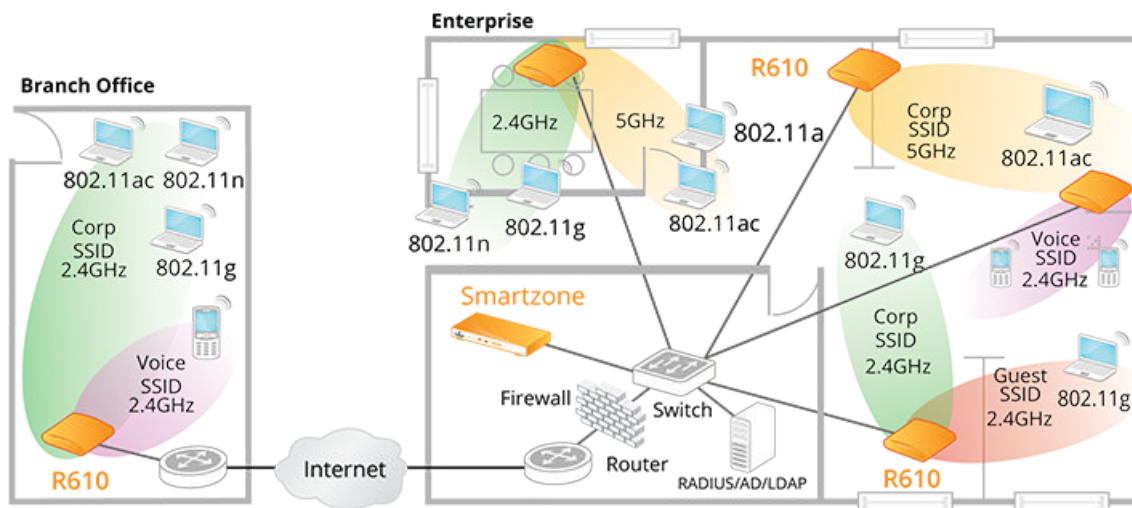 Enterprise
Branch Office
802.11ac
802.11n
Corp
SSID
2.4GHz
802.11g
Voice
SSID
2.4GHz
R610
Internet
2.4GHz
5GHz
802.11a
802.11n
802.11g
802.11ac
R610
Corp
SSID
5GHz
802.11ac
Voice
SSID
2.4GHz
802.11g
Corp
SSID
2.4GHz
Guest
SSID
2.4GHz
802.11g
R610
Smartzone
Firewall
Switch
Router
RADIUS/AD/LDAP